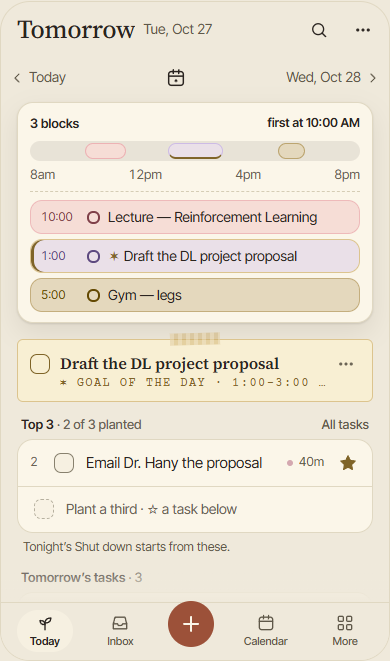 Tomorrow Tue, Oct 27
Today
Wed, Oct 28
3 blocks
first at 10:00 AM
8am 12pm 4pm 8pm
10:00 Lecture — Reinforcement Learning
1:00 ✶ Draft the DL project proposal
5:00 Gym — legs
Draft the DL project proposal
✶ GOAL OF THE DAY · 1:00–3:00 …
Top 3 · 2 of 3 planted
All tasks
2 Email Dr. Hany the proposal 40m
Plant a third · ☆ a task below
Tonight's Shut down starts from these.
Tomorrow's tasks · 3
Today Inbox Calendar More